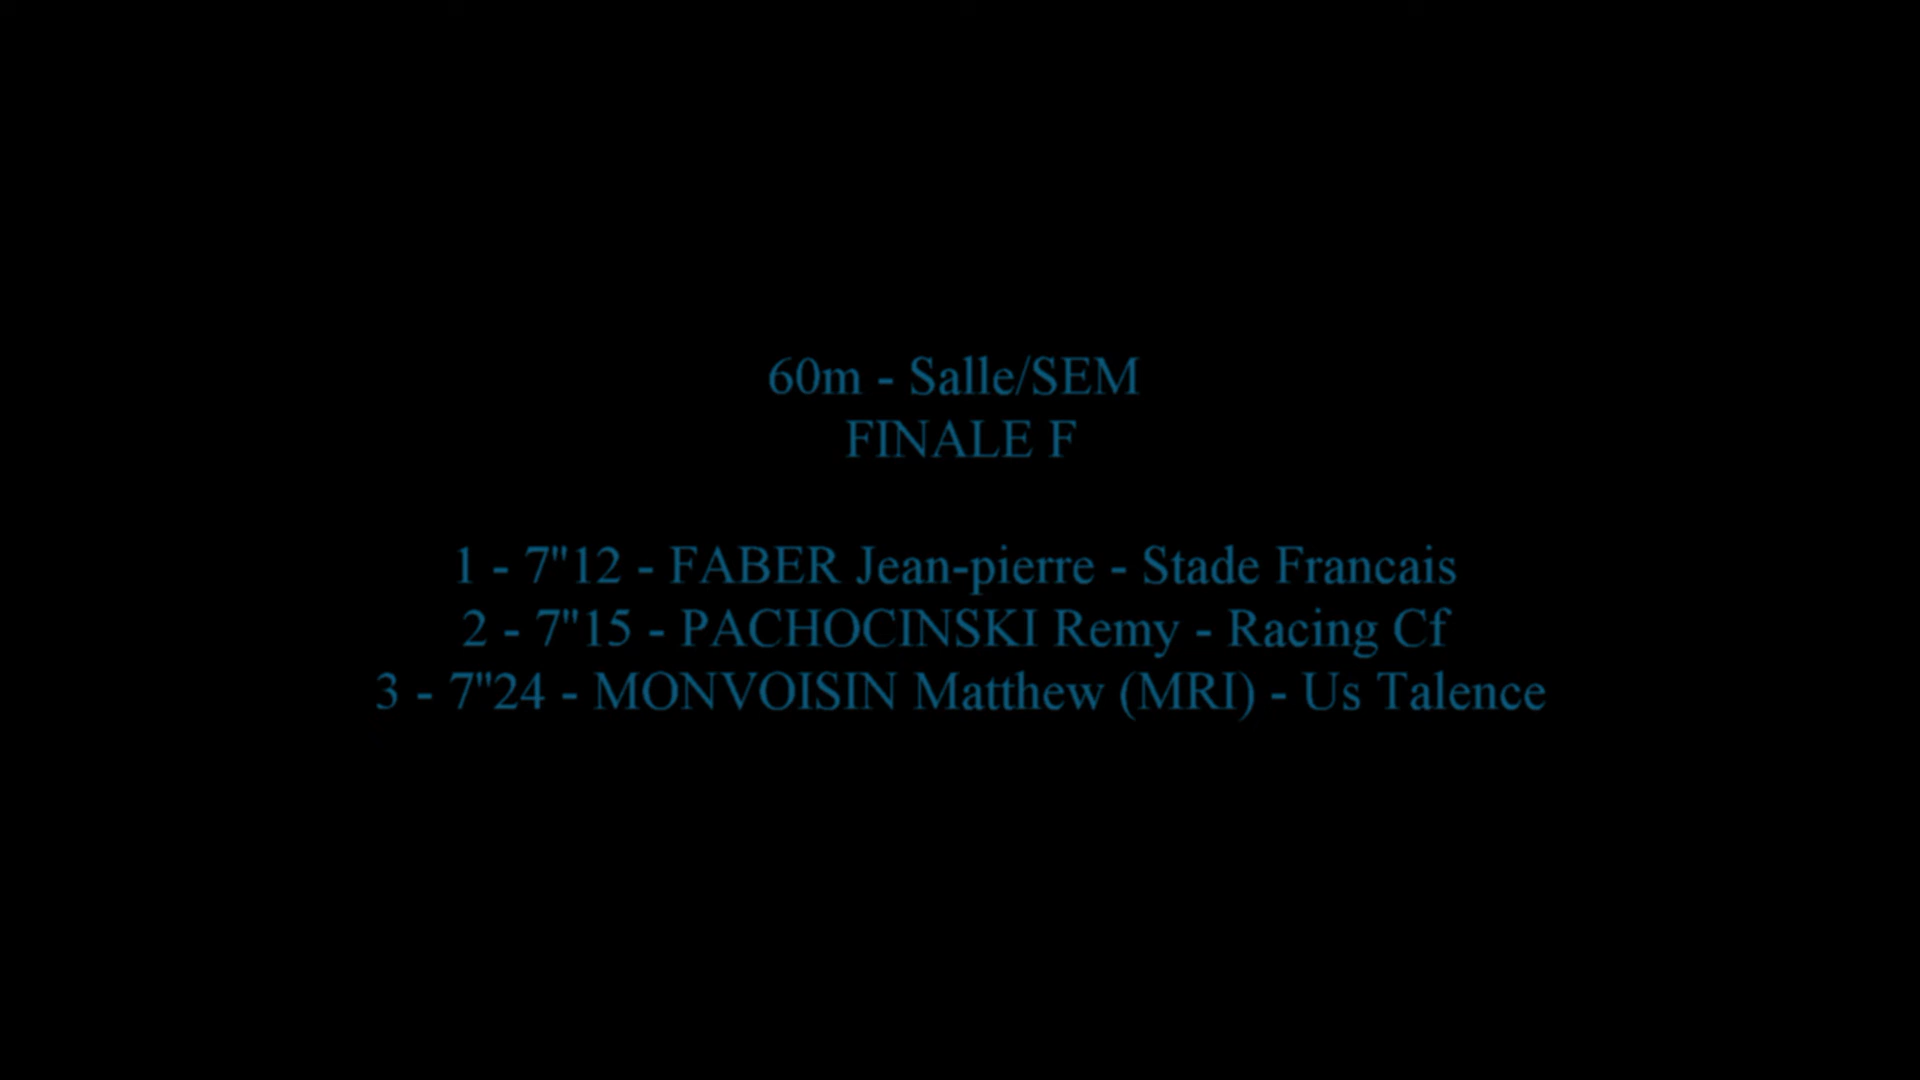 60m - Salle/SEM
FINALE F
1 - 7"12 - FABER Jean-pierre - Stade Francais
2 - 7"15 - PACHOCINSKI Remy - Racing Cf
3 - 7"24 - MONVOISIN Matthew (MRI) - Us Talence